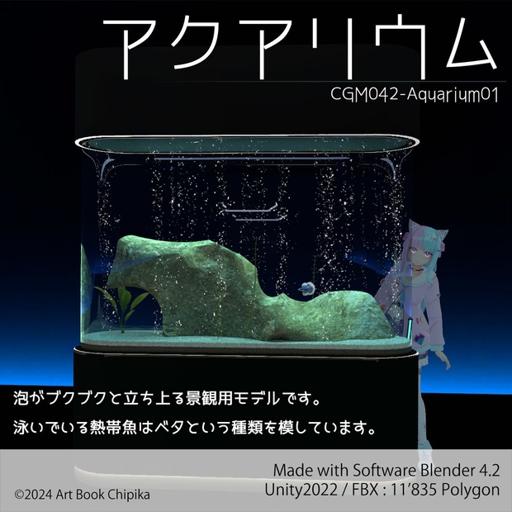 アクアリウム
CGM042-Aquarium01
泡がブクブクと立ち上る景観用モデルです。
泳いでいる熱帯魚はベタという種類を模しています。
Made with Software Blender 4.2
Unity2022 / FBX : 11’835 Polygon
©2024 Art Book Chipika